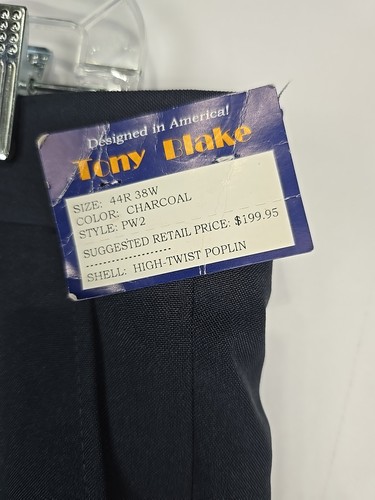 Designed in America!
Tony Blake
SIZE: 44R 38W
COLOR: CHARCOAL
STYLE: PW2
SUGGESTED RETAIL PRICE: $199.95
--------------------
SHELL: HIGH-TWIST POPLIN